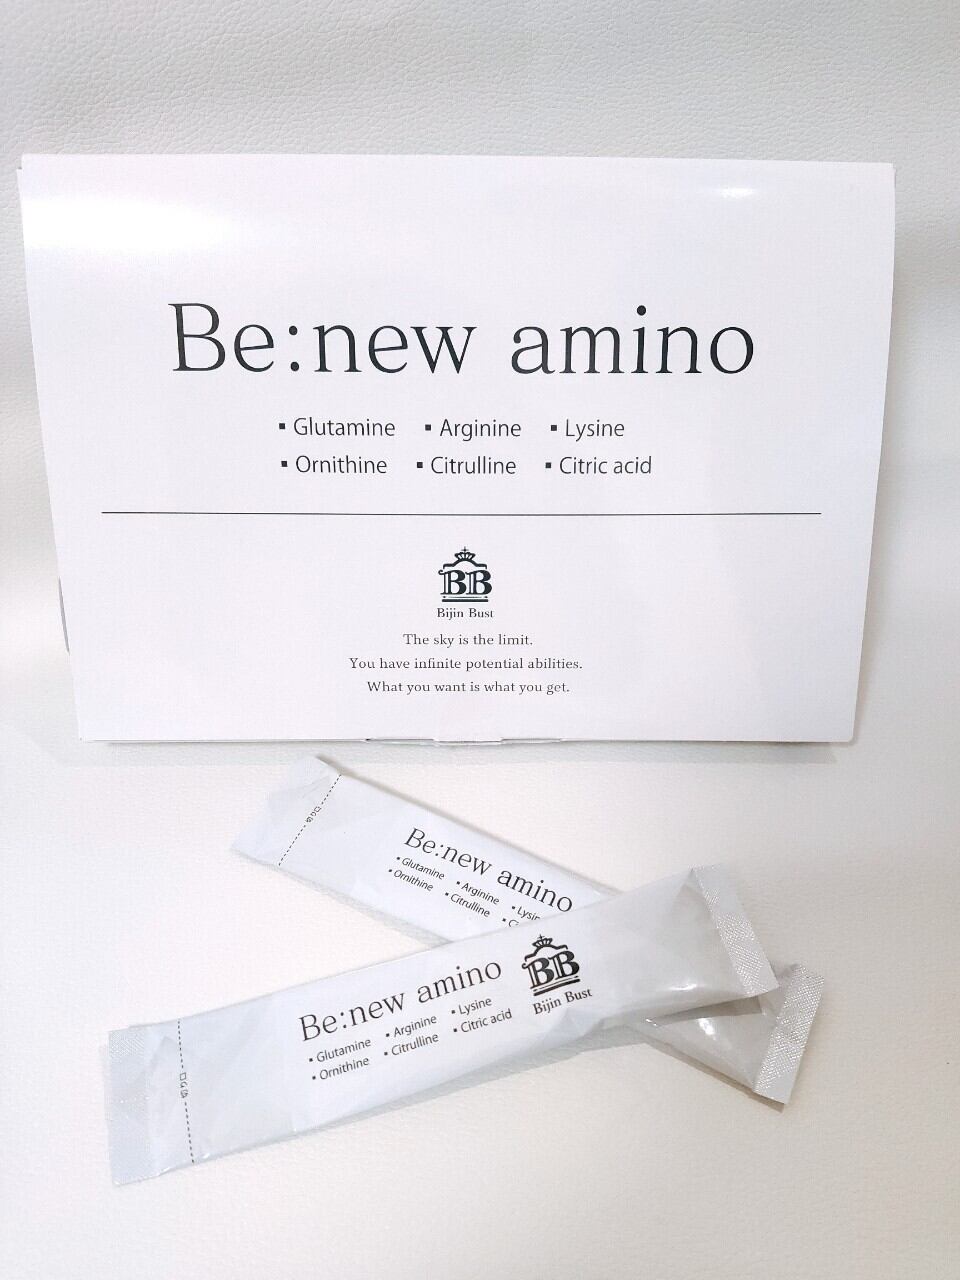 Be:new amino
▪ Glutamine ▪ Arginine ▪ Lysine
▪ Ornithine ▪ Citrulline ▪ Citric acid
BB
Bijin Bust
The sky is the limit.
You have infinite potential abilities.
What you want is what you get.
Be:new amino
▪ Glutamine ▪ Arginine
▪ Ornithine ▪ Citrulline
Be:new amino
▪ Glutamine ▪ Arginine ▪ Lysine
▪ Ornithine ▪ Citrulline ▪ Citric acid
BB
Bijin Bust